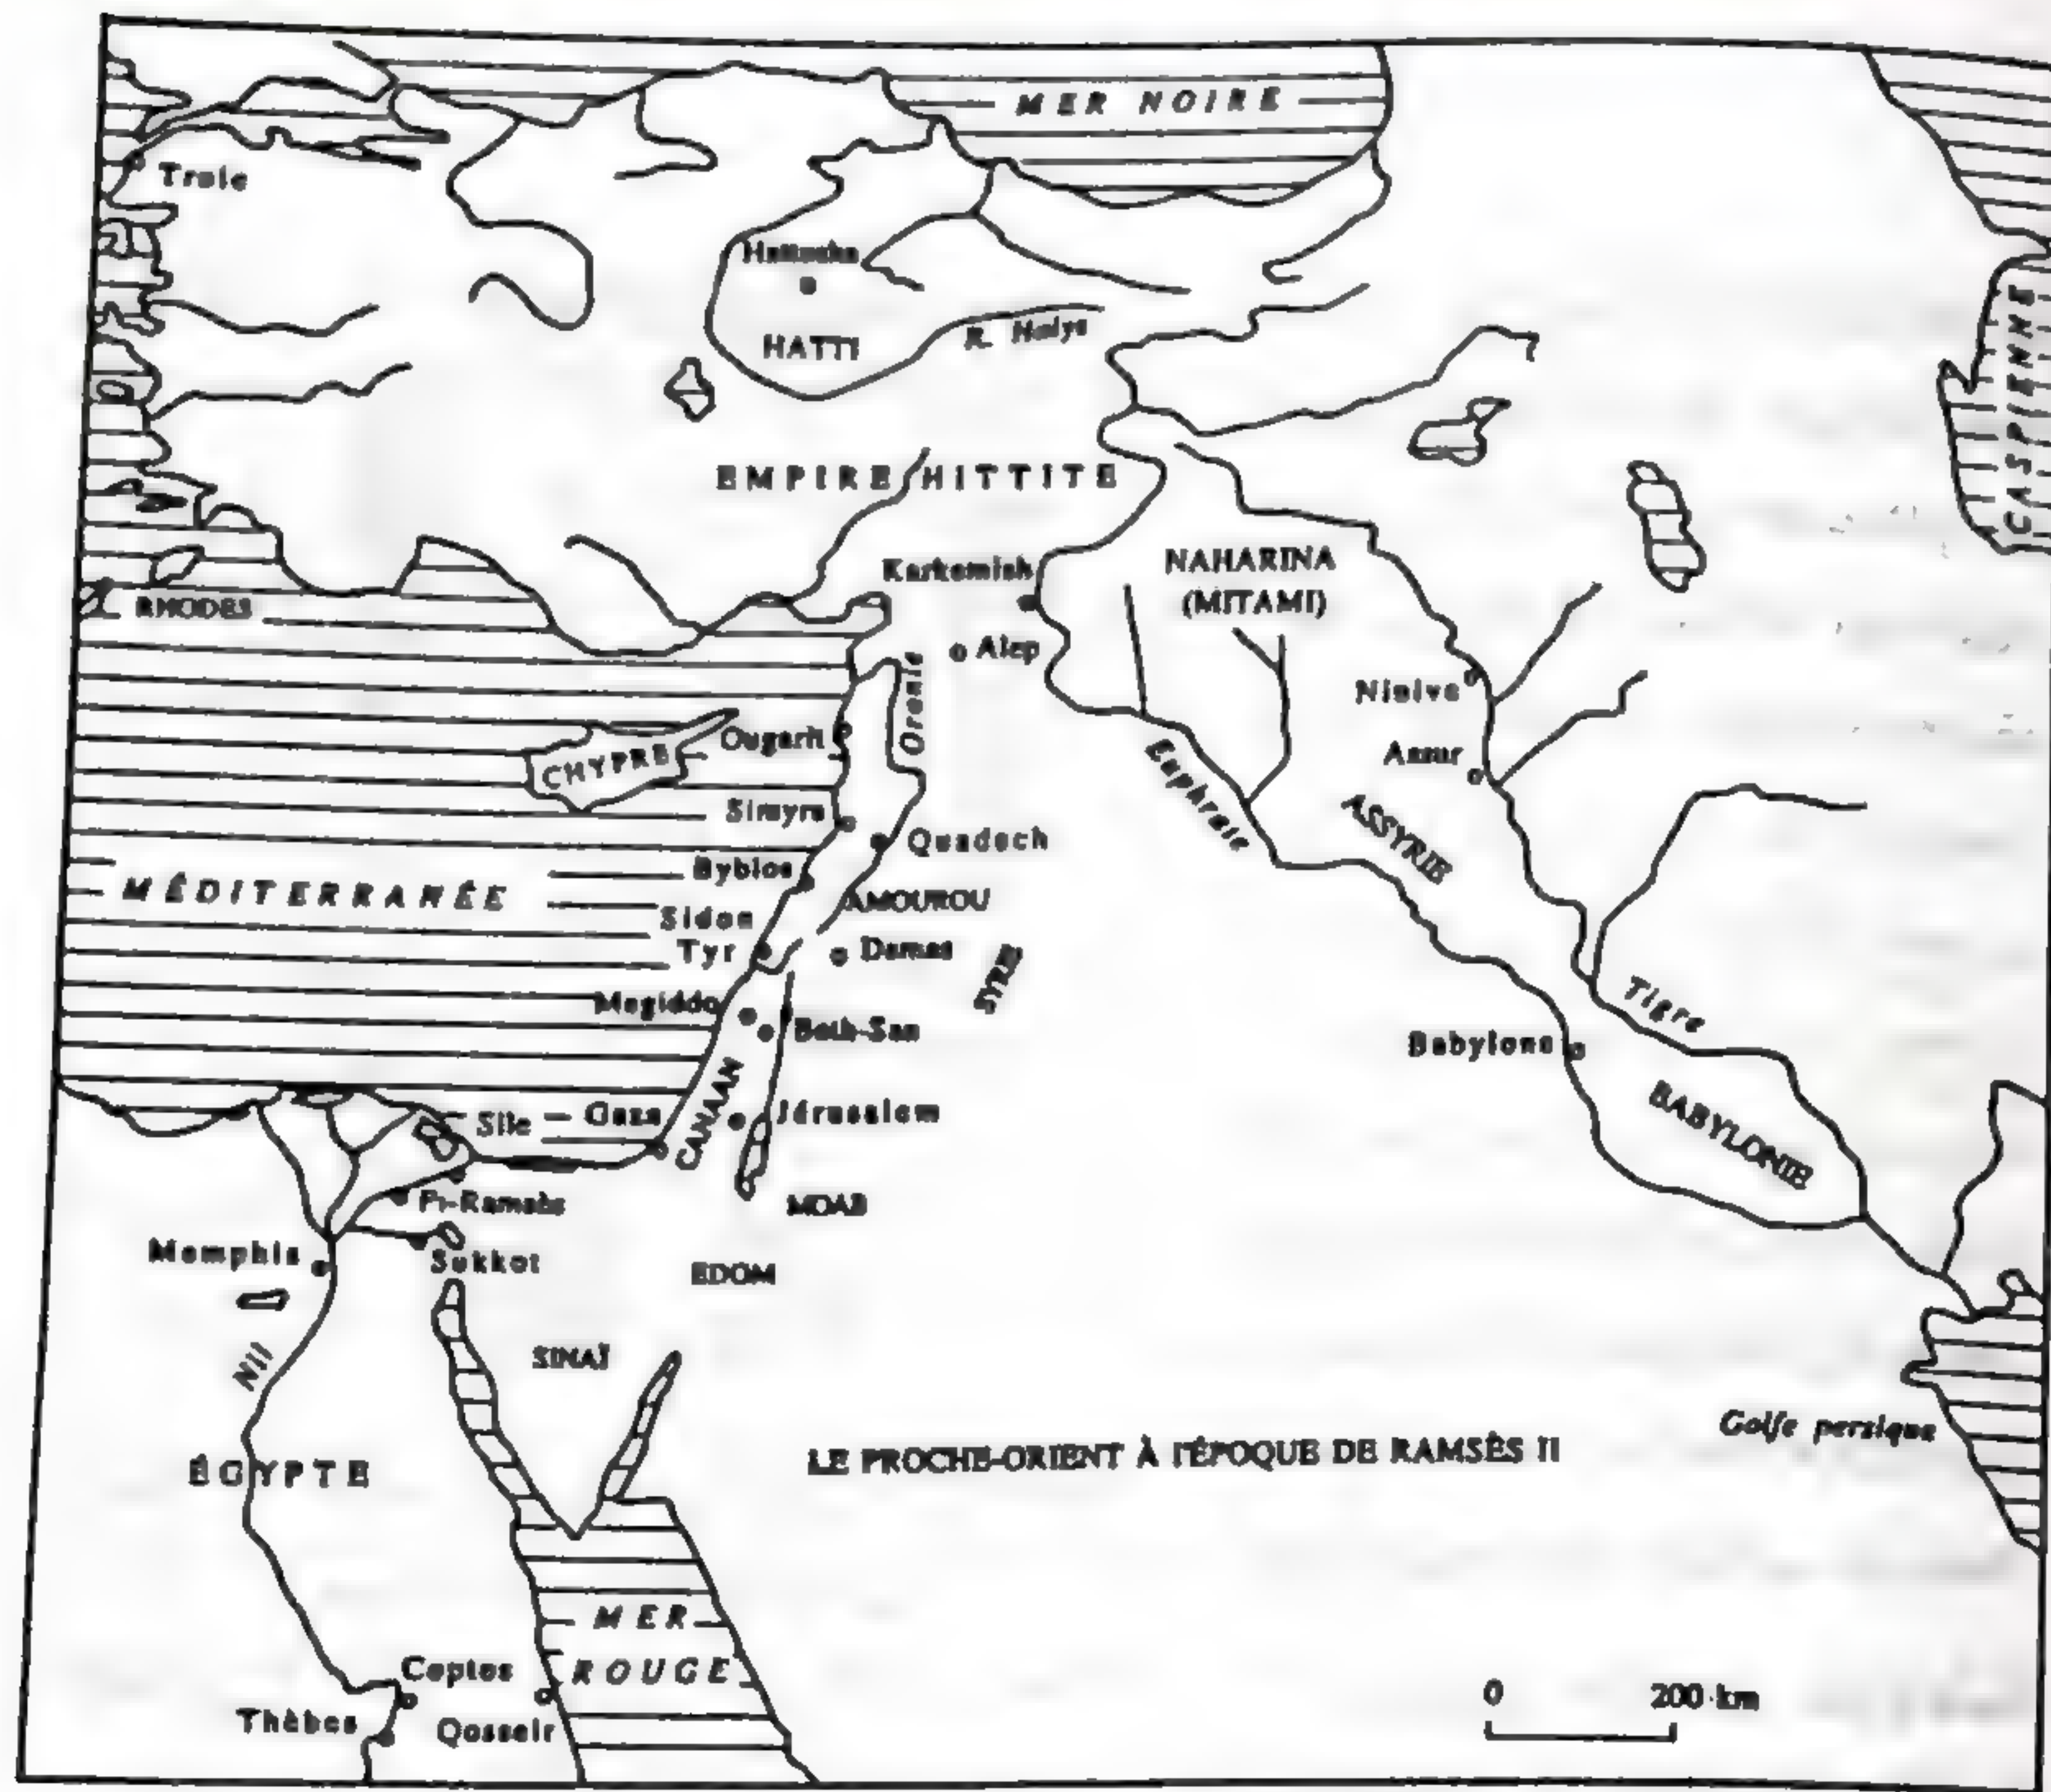 MER NOIRE
Troie
Hattusha
HATTI
R. Halys
CASPIENNE
EMPIRE HITTITE
Karkemish
NAHARINA
(MITAMI)
RHODES
Alep
Oronte
Ninive
Ougarit
CHYPRE
Assur
Euphrate
Simyra
ASSYRIE
Quadech
Byblos
MÉDITERRANÉE
AMOUROU
Sidon
Tyr
Damas
SYRIE
Megiddo
Beth-San
Tigre
Babylone
CANAAN
Sile
Gaza
Jérusalem
BABYLONIE
Pi-Ramsès
MOAB
Memphis
Sukkot
EDOM
Nil
SINAÏ
Golfe persique
ÉGYPTE
LE PROCHE-ORIENT À l'ÉPOQUE DE RAMSÈS II
MER
ROUGE
Coptos
Thèbes
Qosseir
0 200 km